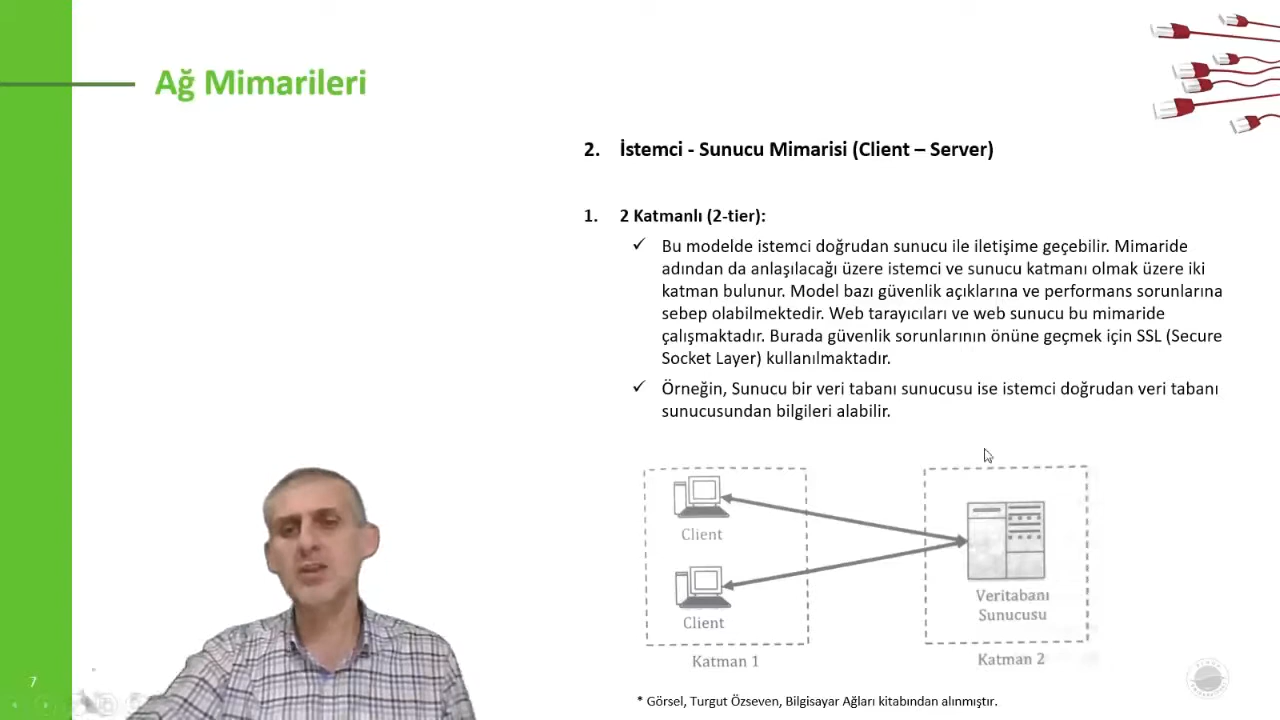 Ağ Mimarileri
2. İstemci - Sunucu Mimarisi (Client – Server)
1. 2 Katmanlı (2-tier):
✓ Bu modelde istemci doğrudan sunucu ile iletişime geçebilir. Mimaride
adından da anlaşılacağı üzere istemci ve sunucu katmanı olmak üzere iki
katman bulunur. Model bazı güvenlik açıklarına ve performans sorunlarına
sebep olabilmektedir. Web tarayıcıları ve web sunucu bu mimaride
çalışmaktadır. Burada güvenlik sorunlarının önüne geçmek için SSL (Secure
Socket Layer) kullanılmaktadır.
✓ Örneğin, Sunucu bir veri tabanı sunucusu ise istemci doğrudan veri tabanı
sunucusundan bilgileri alabilir.
Client
Client
Katman 1
Veritabanı
Sunucusu
Katman 2
* Görsel, Turgut Özseven, Bilgisayar Ağları kitabından alınmıştır.
7